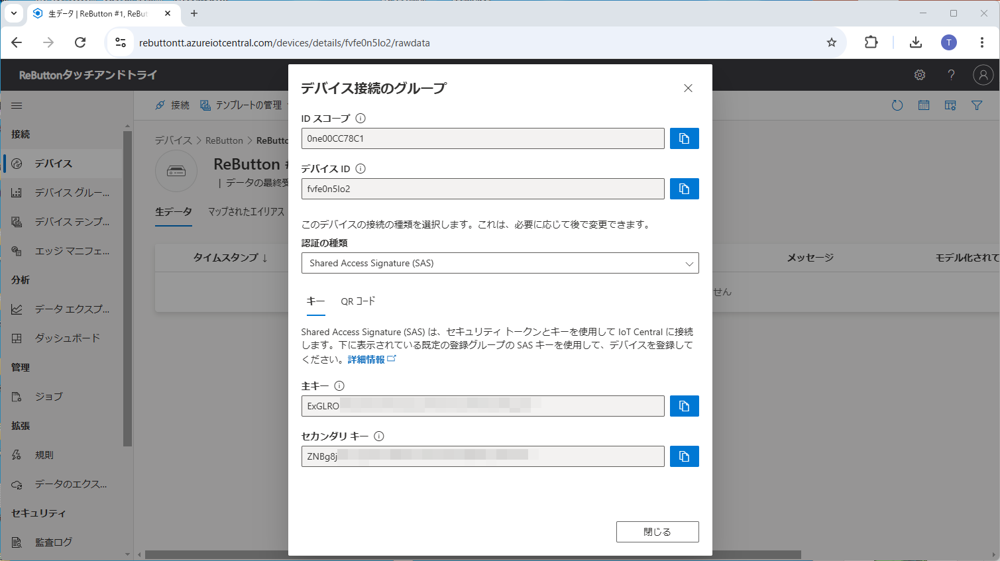 生データ | ReButton #1, ReBut
rebuttontt.azureiotcentral.com/devices/details/fvfe0n5lo2/rawdata
T
ReButtonタッチアンドトライ
接続
デバイス
デバイス グルー...
デバイス テンプ...
エッジ マニフェ...
分析
データ エクスプ...
ダッシュボード
管理
ジョブ
拡張
規則
データのエクス...
セキュリティ
監査ログ
接続
テンプレートの管理
デバイス > ReButton > ReButto
ReButton #
| データの最終受
生データ
マップされたエイリアス
タイムスタンプ ↓
メッセージ
モデル化されて
せん
デバイス接続のグループ
ID スコープ
0ne00CC78C1
デバイス ID
fvfe0n5lo2
このデバイスの接続の種類を選択します。これは、必要に応じて後で変更できます。
認証の種類
Shared Access Signature (SAS)
キー
QR コード
Shared Access Signature (SAS) は、セキュリティ トークンとキーを使用して IoT Central に接続
します。下に表示されている既定の登録グループの SAS キーを使用して、デバイスを登録して
ください。詳細情報
主キー
ExGLRO
セカンダリ キー
ZNBg8j
閉じる